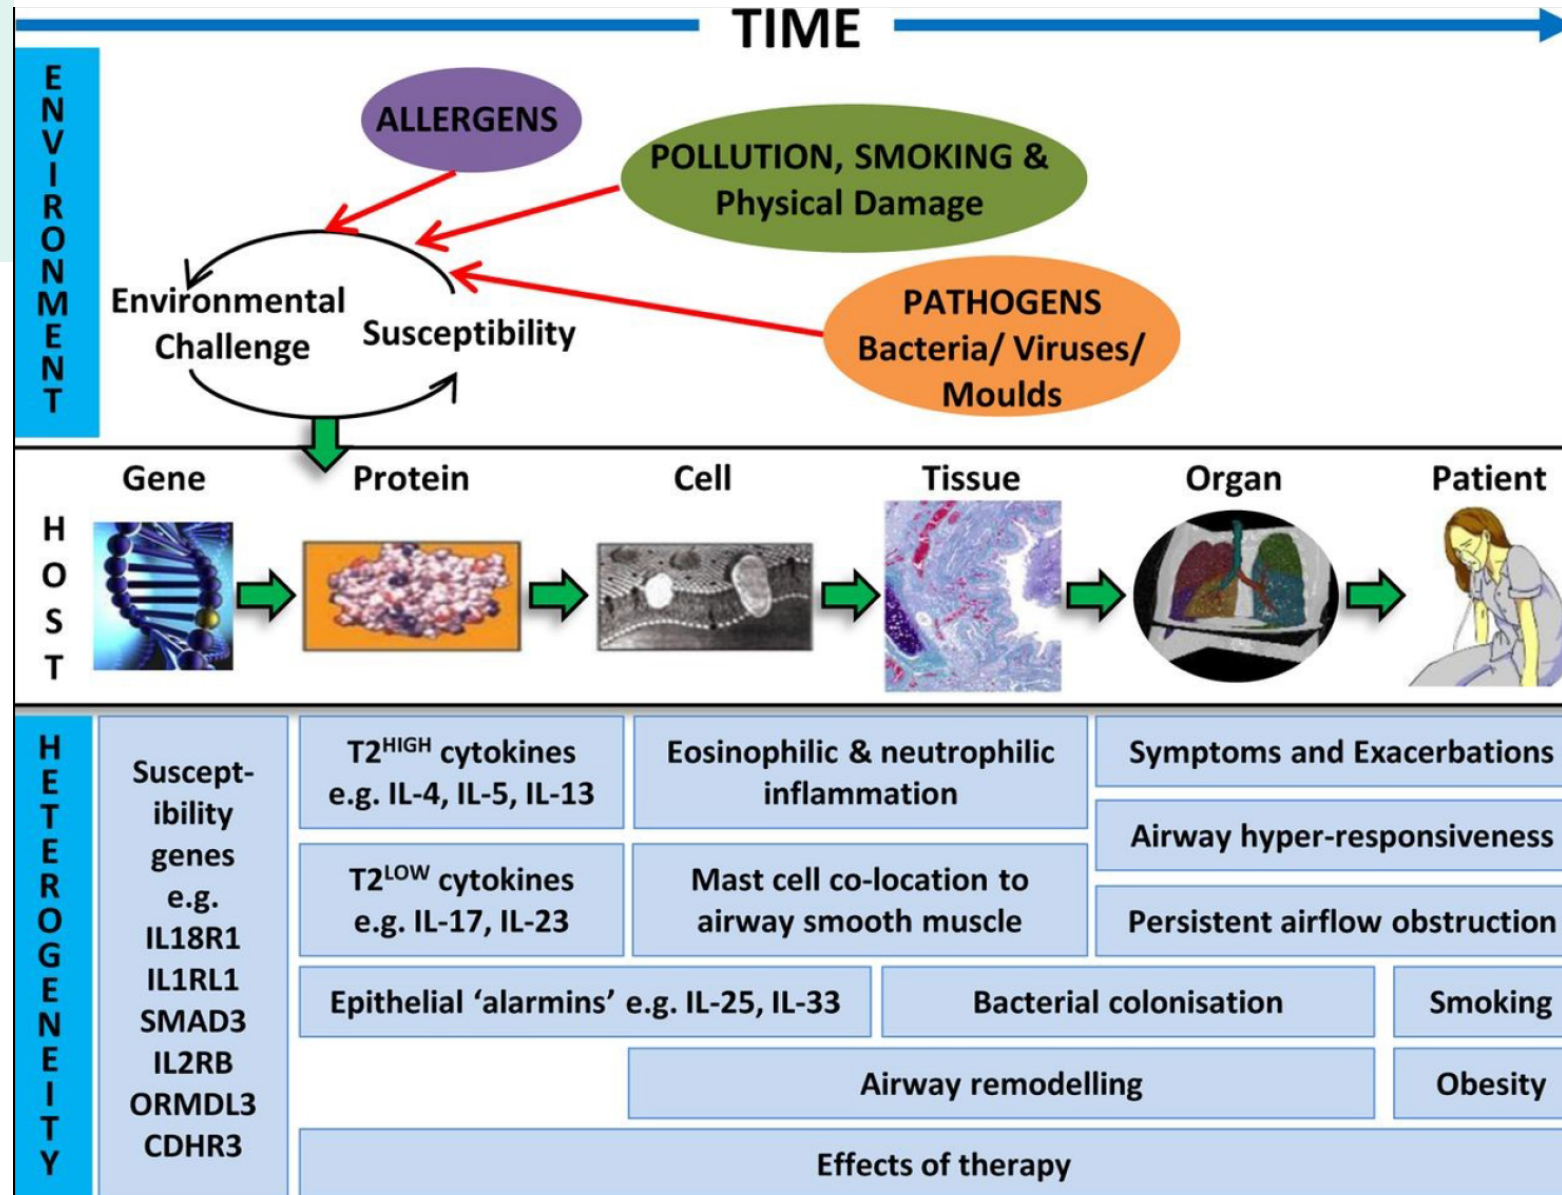 TIME
ENVIRONMENT
ALLERGENS
POLLUTION, SMOKING &
Physical Damage
Environmental
Challenge
Susceptibility
PATHOGENS
Bacteria/ Viruses/
Moulds
HOST
Gene
Protein
Cell
Tissue
Organ
Patient
HETEROGENEITY
Suscept-
ibility
genes
e.g.
IL18R1
IL1RL1
SMAD3
IL2RB
ORMDL3
CDHR3
T2HIGH cytokines
e.g. IL-4, IL-5, IL-13
Eosinophilic & neutrophilic
inflammation
Symptoms and Exacerbations
Airway hyper-responsiveness
T2LOW cytokines
e.g. IL-17, IL-23
Mast cell co-location to
airway smooth muscle
Persistent airflow obstruction
Epithelial ‘alarmins’ e.g. IL-25, IL-33
Bacterial colonisation
Smoking
Airway remodelling
Obesity
Effects of therapy